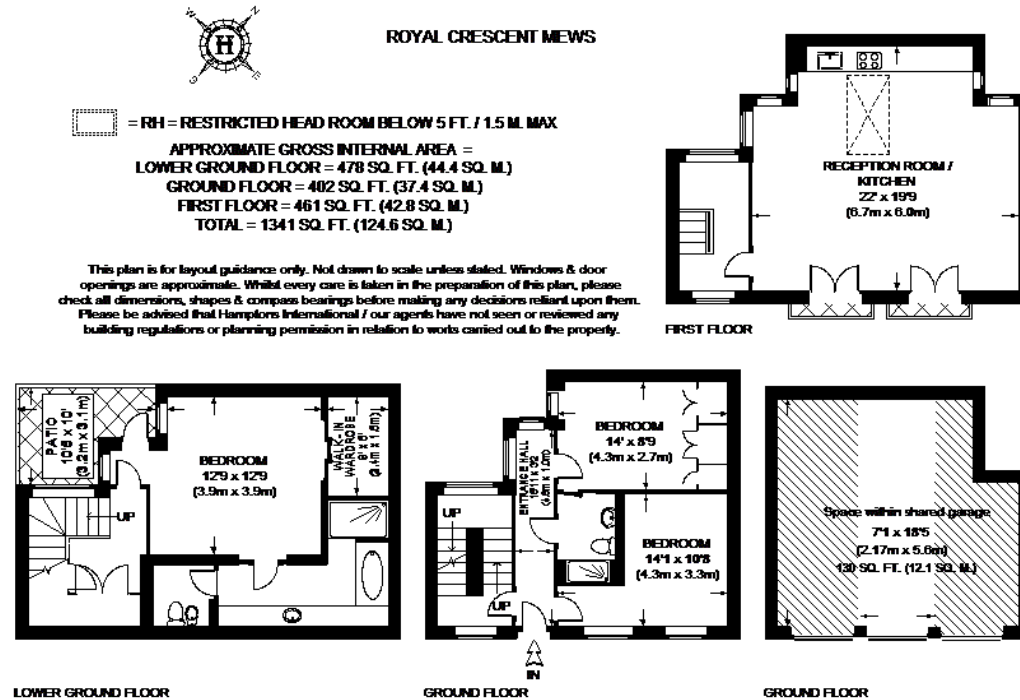 ROYAL CRESCENT MEWS
N
W
H
S
E
= RH = RESTRICTED HEAD ROOM BELOW 5 FT. / 1.5 M. MAX
APPROXIMATE GROSS INTERNAL AREA =
LOWER GROUND FLOOR = 478 SQ. FT. (44.4 SQ. M.)
GROUND FLOOR = 402 SQ. FT. (37.4 SQ. M.)
FIRST FLOOR = 461 SQ. FT. (42.8 SQ. M.)
TOTAL = 1341 SQ. FT. (124.6 SQ. M.)
This plan is for layout guidance only. Not drawn to scale unless stated. Windows & door
openings are approximate. Whilst every care is taken in the preparation of this plan, please
check all dimensions, shapes & compass bearings before making any decisions reliant upon them.
Please be advised that Hamptons International / our agents have not seen or reviewed any
building regulations or planning permission in relation to works carried out to the property.
RECEPTION ROOM /
KITCHEN
22' x 19'9
(6.7m x 6.0m)
FIRST FLOOR
PATIO
10'6 x 10'
(3.2m x 3.1m)
BEDROOM
12'9 x 12'9
(3.9m x 3.9m)
WALK-IN
WARDROBE
UP
LOWER GROUND FLOOR
BEDROOM
14' x 8'9
(4.3m x 2.7m)
ENTRANCE HALL
UP
UP
BEDROOM
14'1 x 10'8
(4.3m x 3.3m)
IN
GROUND FLOOR
Space within shared garage
7'1 x 18'5
(2.17m x 5.6m)
130 SQ. FT. (12.1 SQ. M.)
GROUND FLOOR